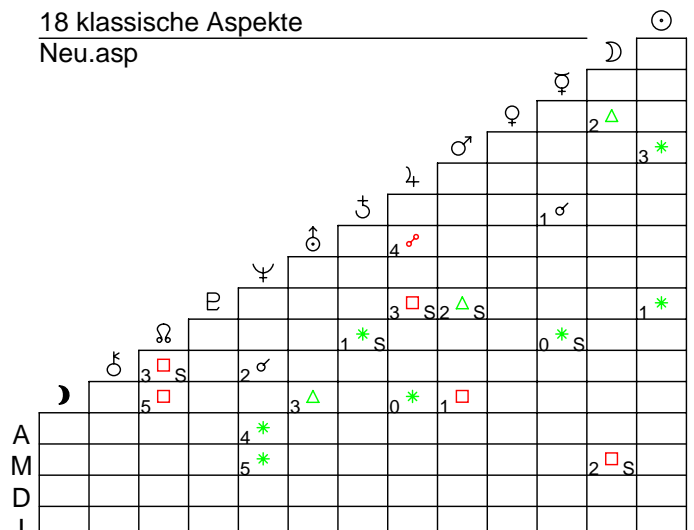 18 klassische Aspekte
☉
Neu.asp
☽
☿
♀ 2 △
♂ 3 ✳
♃
♄ 1 ☌
⛢ 4 ☍
♆
♇ 3 □ S 2 △ S 1 ✳
☊ 1 ✳ S 0 ✳ S
⚷ 3 □ S 2 ☌
⚸ 5 □ 3 △ 0 ✳ 1 □
A 4 ✳
M 5 ✳ 2 □ S
D